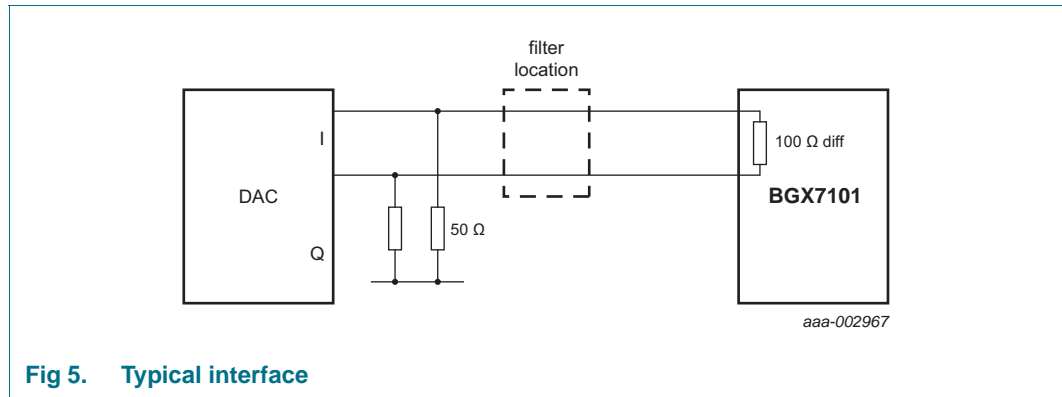 filter
location
I
100 Ω diff
DAC
BGX7101
50 Ω
Q
aaa-002967
Fig 5. Typical interface